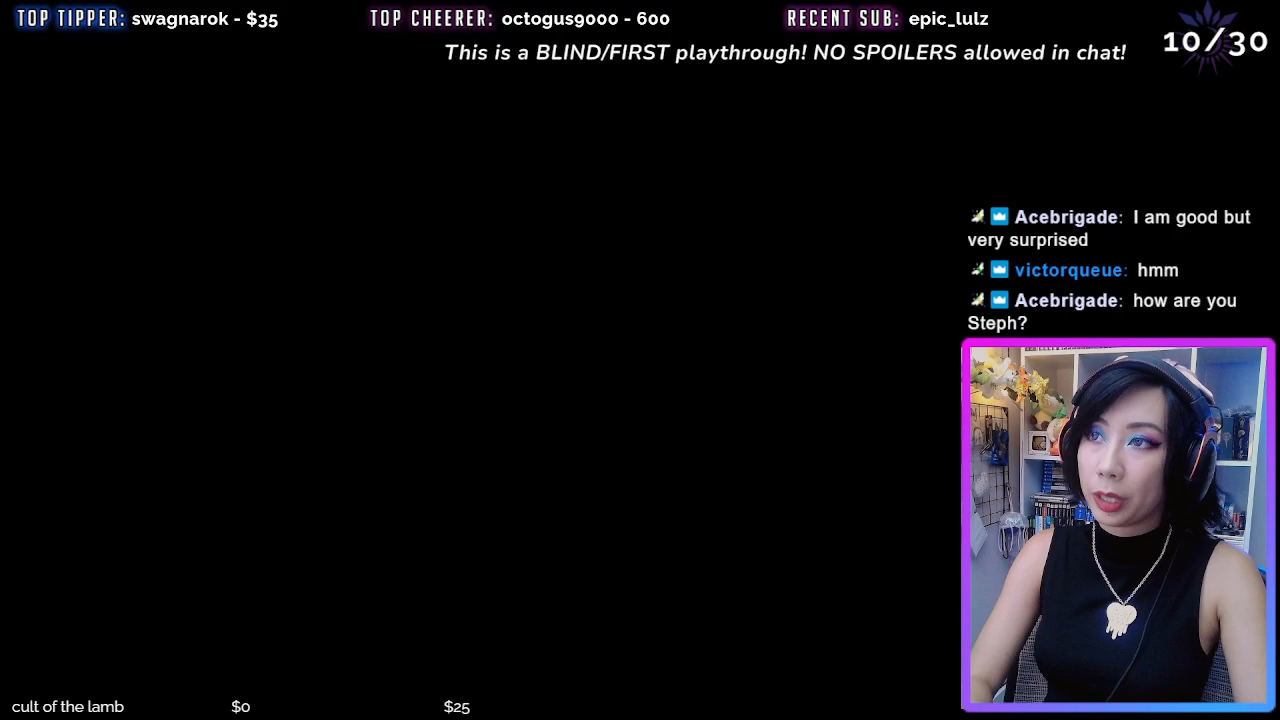 TOP TIPPER: swagnarok - $35
TOP CHEERER: octogus9000 - 600
RECENT SUB: epic_lulz
10/30
This is a BLIND/FIRST playthrough! NO SPOILERS allowed in chat!
Acebrigade: I am good but
very surprised
victorqueue: hmm
Acebrigade: how are you
Steph?
cult of the lamb
$0
$25